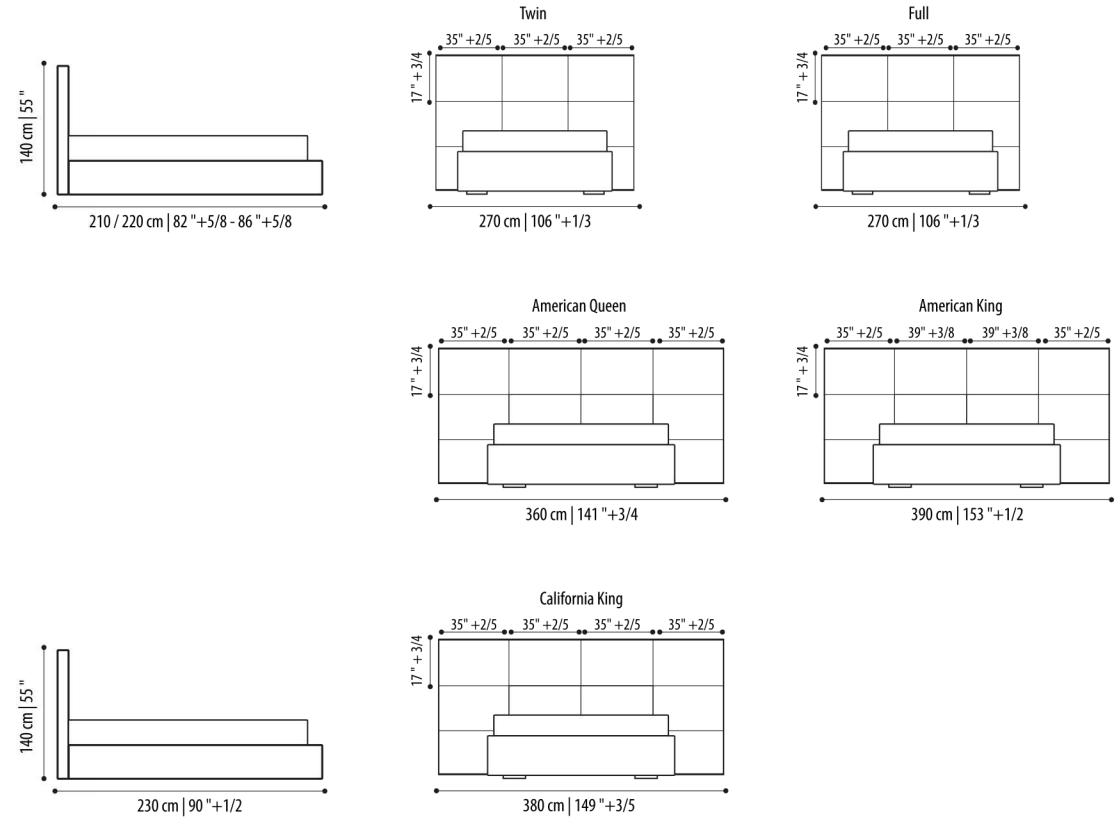 Twin
Full
35" +2/5 35" +2/5 35" +2/5
35" +2/5 35" +2/5 35" +2/5
17 " + 3/4
17 " + 3/4
140 cm | 55 "
210 / 220 cm | 82 "+5/8 - 86 "+5/8
270 cm | 106 "+1/3
270 cm | 106 "+1/3
American Queen
American King
35" +2/5 35" +2/5 35" +2/5 35" +2/5
35" +2/5 39" +3/8 39" +3/8 35" +2/5
17 " + 3/4
17 " + 3/4
360 cm | 141 "+3/4
390 cm | 153 "+1/2
California King
35" +2/5 35" +2/5 35" +2/5 35" +2/5
17 " + 3/4
140 cm | 55 "
230 cm | 90 "+1/2
380 cm | 149 "+3/5